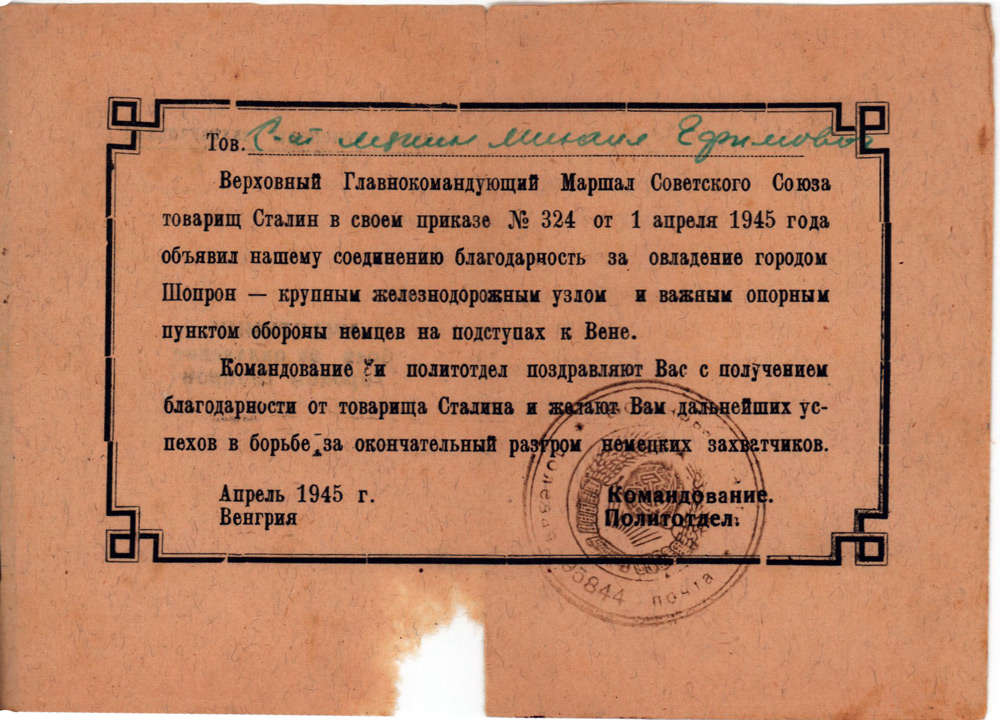 Тов. Михаил Ефимович
Верховный Главнокомандующий Маршал Советского Союза
товарищ Сталин в своем приказе № 324 от 1 апреля 1945 года
объявил нашему соединению благодарность за овладение городом
Шопрон — крупным железнодорожным узлом и важным опорным
пунктом обороны немцев на подступах к Вене.
Командование и политотдел поздравляют Вас с получением
благодарности от товарища Сталина и желают Вам дальнейших ус-
пехов в борьбе за окончательный разгром немецких захватчиков.
Апрель 1945 г.
Венгрия
Командование.
Политотдел.
полевая почта